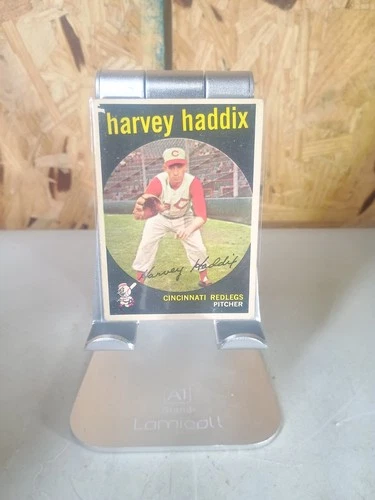 harvey haddix
Harvey Haddix
CINCINNATI REDLEGS
PITCHER
Lamicall